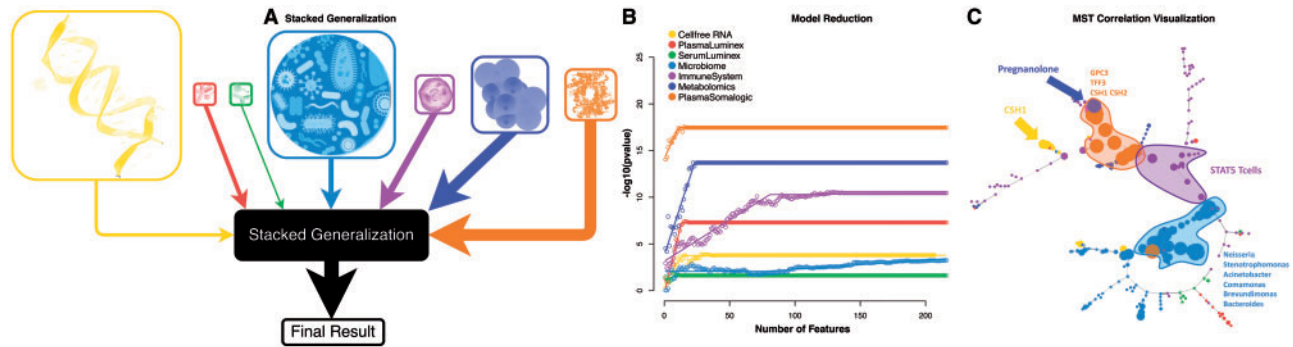 A
Stacked Generalization
Stacked Generalization
Final Result
B
Model Reduction
Cellfree RNA
PlasmaLuminex
SerumLuminex
Microbiome
ImmuneSystem
Metabolomics
PlasmaSomalogic
-log10(pvalue)
25
20
15
10
5
0
0
50
100
150
200
Number of Features
C
MST Correlation Visualization
Pregnanolone
GPC3
TFF3
CSH1 CSH2
CSH1
STAT5 Tcells
Neisseria
Stenotrophomonas
Acinetobacter
Comamonas
Brevundimonas
Bacteroides